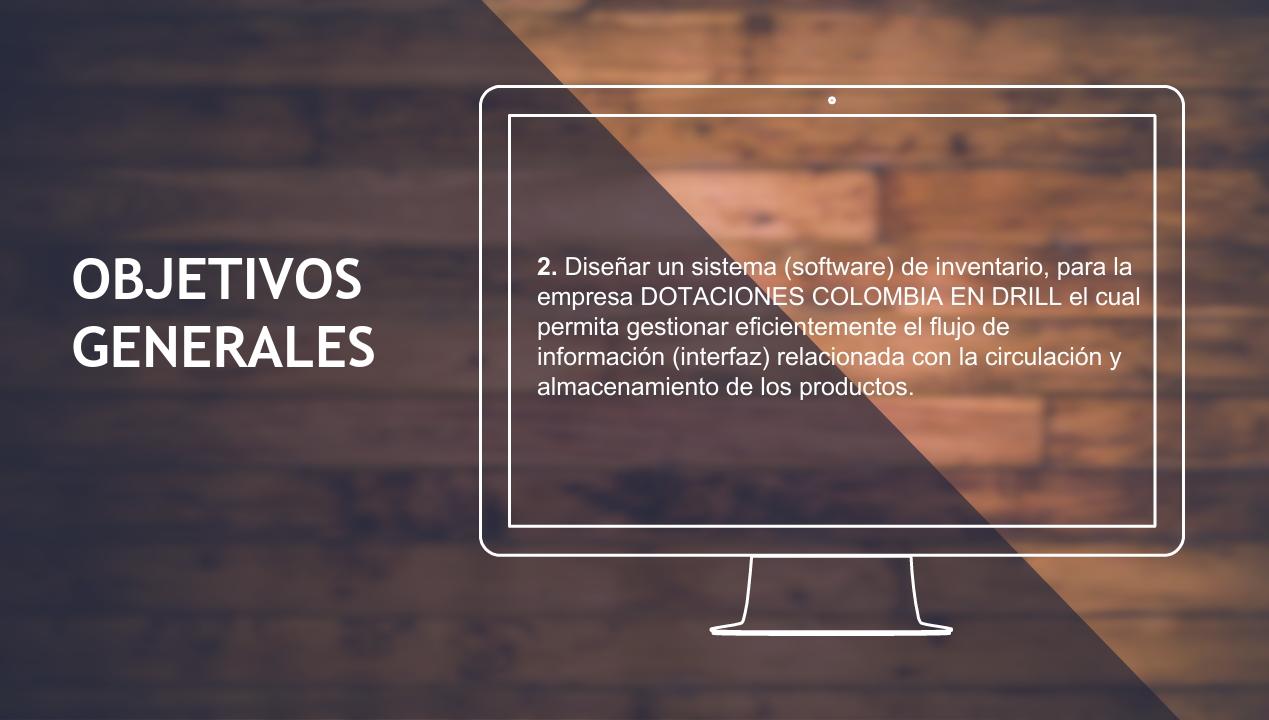 OBJETIVOS
GENERALES
2. Diseñar un sistema (software) de inventario, para la
empresa DOTACIONES COLOMBIA EN DRILL el cual
permita gestionar eficientemente el flujo de
información (interfaz) relacionada con la circulación y
almacenamiento de los productos.